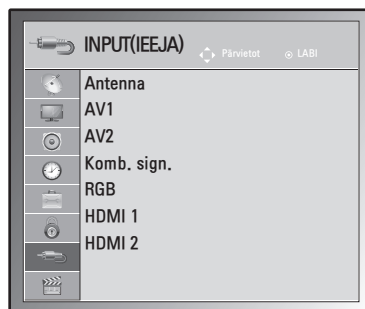 INPUT(IEEJA)
Pārvietot
LABI
Antenna
AV1
AV2
Komb. sign.
RGB
HDMI 1
HDMI 2